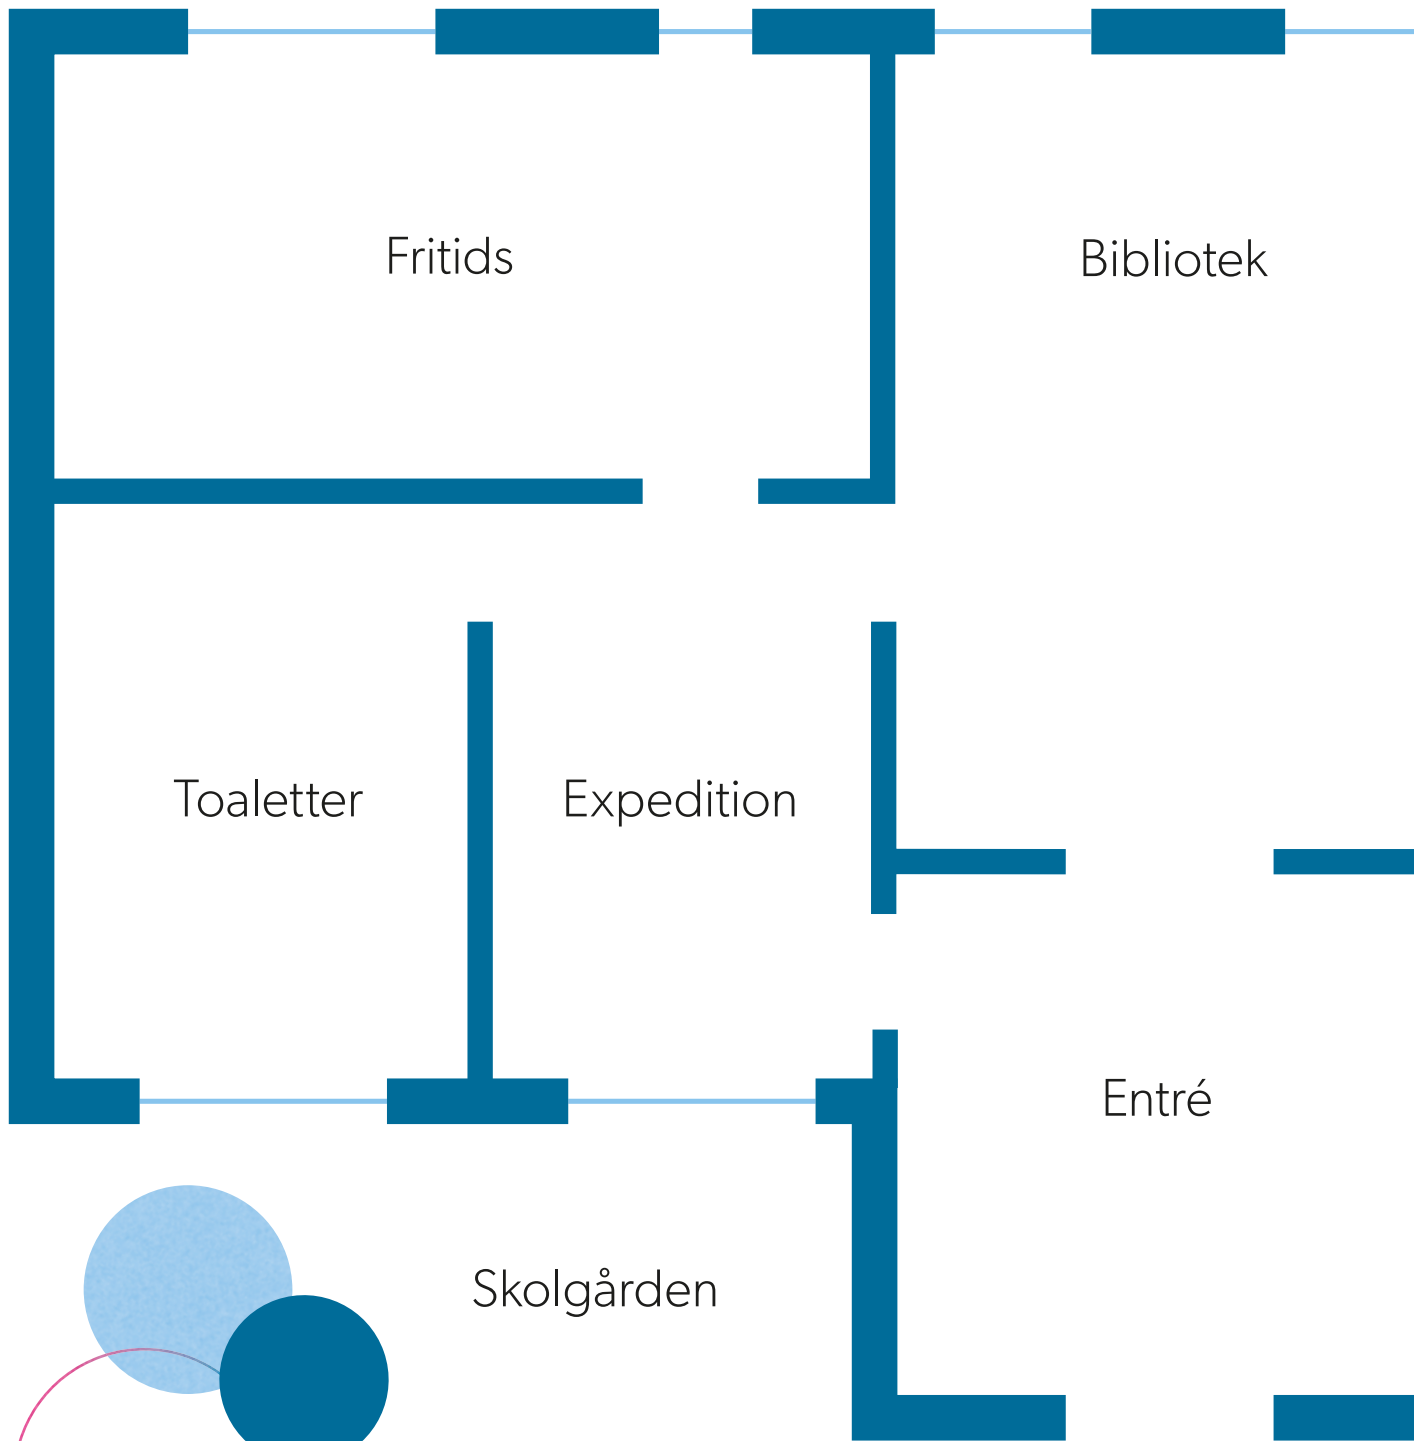 Fritids
Bibliotek
Toaletter
Expedition
Entré
Skolgården